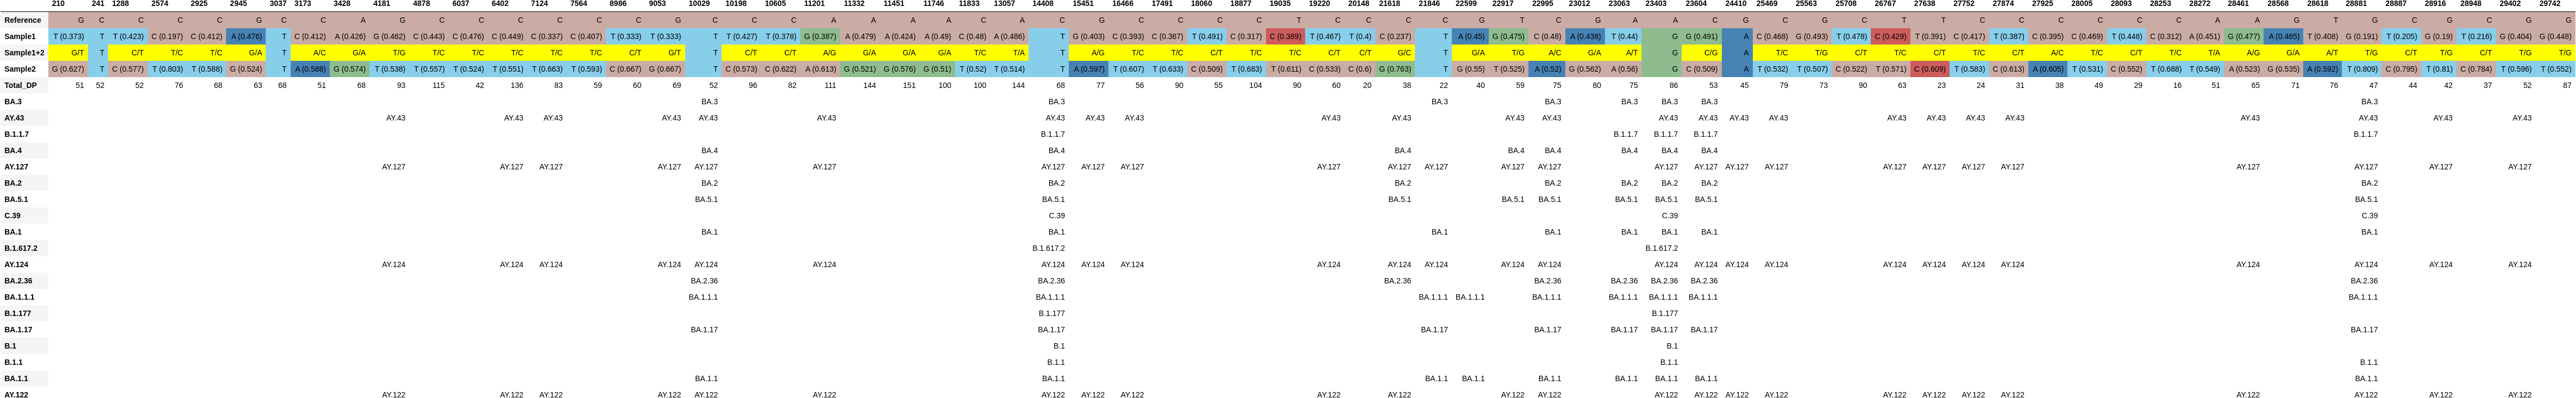 210 241 1288 2574 2925 2945 3037 3173 3428 4181 4878 6037 6402 7124 7564 8986 9053 10029 10198 10605 11201 11332 11451 11746 11833 13057 14408 15451 16466 17491 18060 18877 19035 19220 20148 21618 21846 22599 22917 22995 23012 23063 23403 23604 24410 25469 25563 25708 26767 27638 27752 27874 27925 28005 28093 28253 28272 28461 28568 28618 28881 28887 28916 28948 29402 29742
Reference G C C C C G C C A G C C C C C C G C C C A A A A C A C G C C C C T C C C C G T C G A A C G C G C T T C C C C C C A A G T G C G C G G
Sample1 T (0.373) T T (0.423) C (0.197) C (0.412) A (0.476) T C (0.412) A (0.426) G (0.462) C (0.443) C (0.476) C (0.449) C (0.337) C (0.407) T (0.333) T (0.333) T T (0.427) T (0.378) G (0.387) A (0.479) A (0.424) A (0.49) C (0.48) A (0.486) T G (0.403) C (0.393) C (0.367) T (0.491) C (0.317) C (0.389) T (0.467) T (0.4) C (0.237) T A (0.45) G (0.475) C (0.48) A (0.438) T (0.44) G G (0.491) A C (0.468) G (0.493) T (0.478) C (0.429) T (0.391) C (0.417) T (0.387) C (0.395) C (0.469) T (0.448) C (0.312) A (0.451) G (0.477) A (0.465) T (0.408) G (0.191) T (0.205) G (0.19) T (0.216) G (0.404) G (0.448)
Sample1+2 G/T T C/T T/C T/C G/A T A/C G/A T/G T/C T/C T/C T/C T/C C/T G/T T C/T C/T A/G G/A G/A G/A T/C T/A T A/G T/C T/C C/T T/C T/C C/T C/T G/C T G/A T/G A/C G/A A/T G C/G A T/C T/G C/T T/C C/T T/C C/T A/C T/C C/T T/C T/A A/G G/A A/T T/G C/T T/G C/T T/G T/G
Sample2 G (0.627) T C (0.577) T (0.803) T (0.588) G (0.524) T A (0.588) G (0.574) T (0.538) T (0.557) T (0.524) T (0.551) T (0.663) T (0.593) C (0.667) G (0.667) T C (0.573) C (0.622) A (0.613) G (0.521) G (0.576) G (0.51) T (0.52) T (0.514) T A (0.597) T (0.607) T (0.633) C (0.509) T (0.683) T (0.611) C (0.533) C (0.6) G (0.763) T G (0.55) T (0.525) A (0.52) G (0.562) A (0.56) G C (0.509) A T (0.532) T (0.507) C (0.522) T (0.571) C (0.609) T (0.583) C (0.613) A (0.605) T (0.531) C (0.552) T (0.688) T (0.549) A (0.523) G (0.535) A (0.592) T (0.809) C (0.795) T (0.81) C (0.784) T (0.596) T (0.552)
Total_DP 51 52 52 76 68 63 68 51 68 93 115 42 136 83 59 60 69 52 96 82 111 144 151 100 100 144 68 77 56 90 55 104 90 60 20 38 22 40 59 75 80 75 86 53 45 79 73 90 63 23 24 31 38 49 29 16 51 65 71 76 47 44 42 37 52 87
BA.3 BA.3 BA.3 BA.3 BA.3 BA.3 BA.3 BA.3 BA.3
AY.43 AY.43 AY.43 AY.43 AY.43 AY.43 AY.43 AY.43 AY.43 AY.43 AY.43 AY.43 AY.43 AY.43 AY.43 AY.43 AY.43 AY.43 AY.43 AY.43 AY.43 AY.43 AY.43 AY.43 AY.43 AY.43
B.1.1.7 B.1.1.7 B.1.1.7 B.1.1.7 B.1.1.7 B.1.1.7
BA.4 BA.4 BA.4 BA.4 BA.4 BA.4 BA.4 BA.4 BA.4
AY.127 AY.127 AY.127 AY.127 AY.127 AY.127 AY.127 AY.127 AY.127 AY.127 AY.127 AY.127 AY.127 AY.127 AY.127 AY.127 AY.127 AY.127 AY.127 AY.127 AY.127 AY.127 AY.127 AY.127 AY.127 AY.127 AY.127
BA.2 BA.2 BA.2 BA.2 BA.2 BA.2 BA.2 BA.2 BA.2
BA.5.1 BA.5.1 BA.5.1 BA.5.1 BA.5.1 BA.5.1 BA.5.1 BA.5.1 BA.5.1 BA.5.1
C.39 C.39 C.39 C.39
BA.1 BA.1 BA.1 BA.1 BA.1 BA.1 BA.1 BA.1 BA.1
B.1.617.2 B.1.617.2 B.1.617.2
AY.124 AY.124 AY.124 AY.124 AY.124 AY.124 AY.124 AY.124 AY.124 AY.124 AY.124 AY.124 AY.124 AY.124 AY.124 AY.124 AY.124 AY.124 AY.124 AY.124 AY.124 AY.124 AY.124 AY.124 AY.124 AY.124 AY.124
BA.2.36 BA.2.36 BA.2.36 BA.2.36 BA.2.36 BA.2.36 BA.2.36 BA.2.36 BA.2.36
BA.1.1.1 BA.1.1.1 BA.1.1.1 BA.1.1.1 BA.1.1.1 BA.1.1.1 BA.1.1.1 BA.1.1.1 BA.1.1.1 BA.1.1.1
B.1.177 B.1.177 B.1.177
BA.1.17 BA.1.17 BA.1.17 BA.1.17 BA.1.17 BA.1.17 BA.1.17 BA.1.17 BA.1.17
B.1 B.1 B.1
B.1.1 B.1.1 B.1.1 B.1.1
BA.1.1 BA.1.1 BA.1.1 BA.1.1 BA.1.1 BA.1.1 BA.1.1 BA.1.1 BA.1.1 BA.1.1
AY.122 AY.122 AY.122 AY.122 AY.122 AY.122 AY.122 AY.122 AY.122 AY.122 AY.122 AY.122 AY.122 AY.122 AY.122 AY.122 AY.122 AY.122 AY.122 AY.122 AY.122 AY.122 AY.122 AY.122 AY.122 AY.122 AY.122